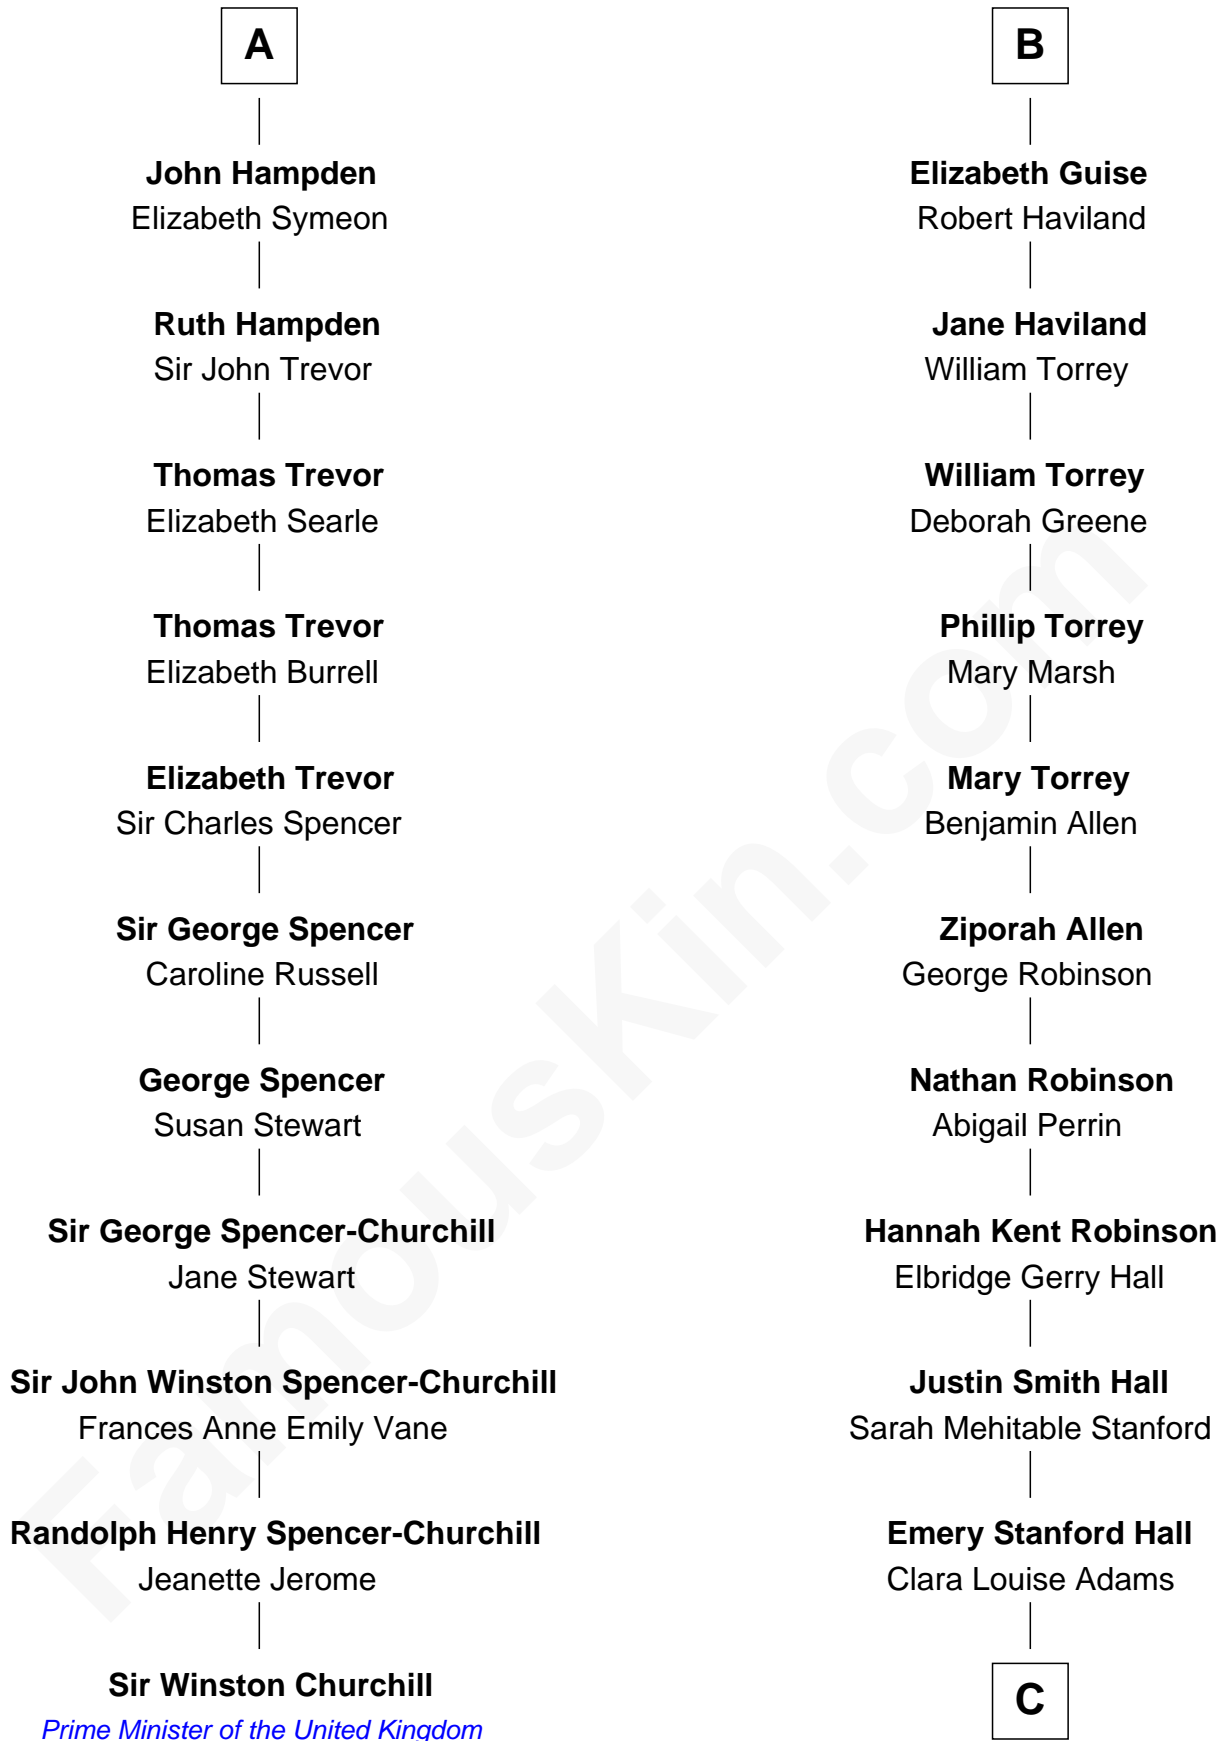 A
John Hampden
Elizabeth Symeon
Ruth Hampden
Sir John Trevor
Thomas Trevor
Elizabeth Searle
Thomas Trevor
Elizabeth Burrell
Elizabeth Trevor
Sir Charles Spencer
Sir George Spencer
Caroline Russell
George Spencer
Susan Stewart
Sir George Spencer-Churchill
Jane Stewart
Sir John Winston Spencer-Churchill
Frances Anne Emily Vane
Randolph Henry Spencer-Churchill
Jeanette Jerome
Sir Winston Churchill
Prime Minister of the United Kingdom
B
Elizabeth Guise
Robert Haviland
Jane Haviland
William Torrey
William Torrey
Deborah Greene
Phillip Torrey
Mary Marsh
Mary Torrey
Benjamin Allen
Ziporah Allen
George Robinson
Nathan Robinson
Abigail Perrin
Hannah Kent Robinson
Elbridge Gerry Hall
Justin Smith Hall
Sarah Mehitable Stanford
Emery Stanford Hall
Clara Louise Adams
C
FamousKin.com